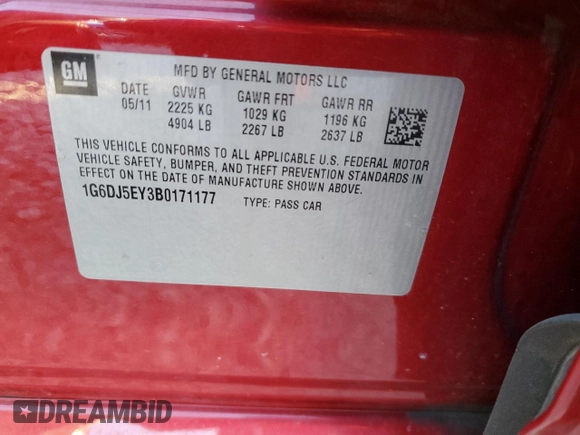 GM
MFD BY GENERAL MOTORS LLC
DATE GVWR GAWR FRT GAWR RR
05/11 2225 KG 1029 KG 1196 KG
4904 LB 2267 LB 2637 LB
THIS VEHICLE CONFORMS TO ALL APPLICABLE U.S. FEDERAL MOTOR
VEHICLE SAFETY, BUMPER, AND THEFT PREVENTION STANDARDS IN
EFFECT ON THE DATE OF MANUFACTURE SHOWN ABOVE.
1G6DJ5EY3B0171177 TYPE: PASS CAR
DREAMBID